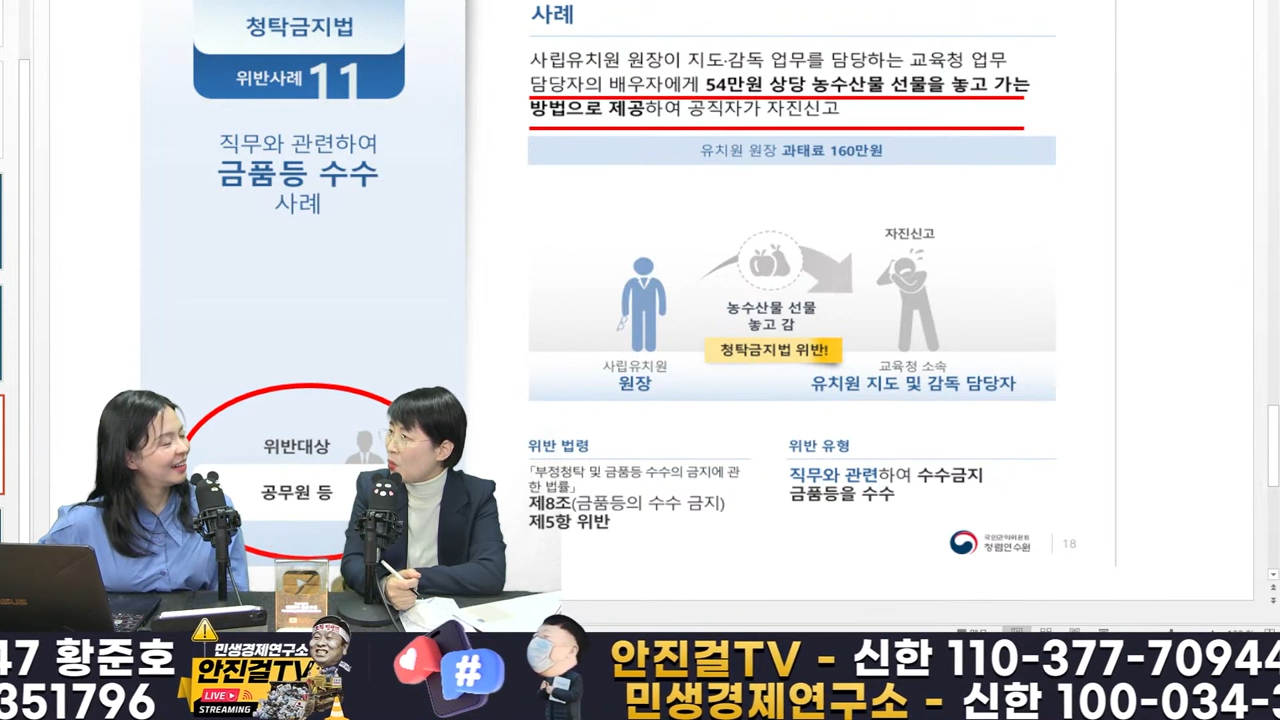 청탁금지법
위반사례 11
직무와 관련하여
금품등 수수
사례
위반대상
공무원 등
사례
사립유치원 원장이 지도·감독 업무를 담당하는 교육청 업무
담당자의 배우자에게 54만원 상당 농수산물 선물을 놓고 가는
방법으로 제공하여 공직자가 자진신고
유치원 원장 과태료 160만원
자진신고
농수산물 선물
놓고 감
청탁금지법 위반!
사립유치원
원장
교육청 소속
유치원 지도 및 감독 담당자
위반 법령
「부정청탁 및 금품등 수수의 금지에 관
한 법률」
제8조(금품등의 수수 금지)
제5항 위반
위반 유형
직무와 관련하여 수수금지
금품등을 수수
국민권익위원회
청렴연수원
18
47 황준호
351796
민생경제연구소
안진걸TV
LIVE
STREAMING
#
안진걸TV - 신한 110-377-70944
민생경제연구소 - 신한 100-034-3